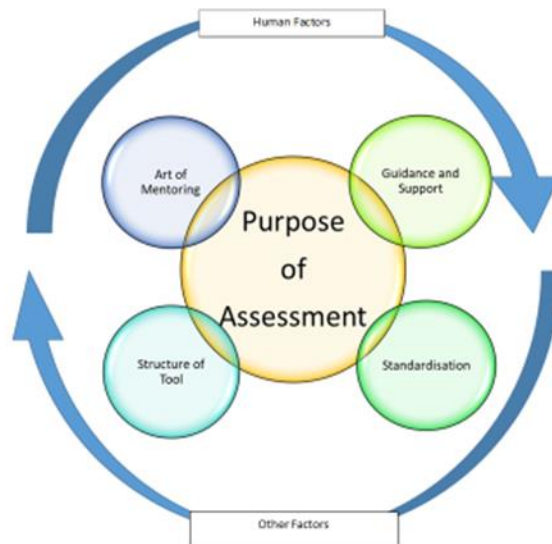 Human Factors
Art of
Mentoring
Guidance and
Support
Purpose
of
Assessment
Structure of
Tool
Standardisation
Other Factors